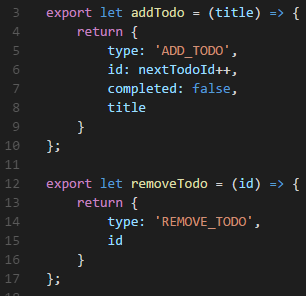 3 export let addTodo = (title) => {
4     return {
5         type: 'ADD_TODO',
6         id: nextTodoId++,
7         completed: false,
8         title
9     }
10 };
11
12 export let removeTodo = (id) => {
13     return {
14         type: 'REMOVE_TODO',
15         id
16     }
17 };